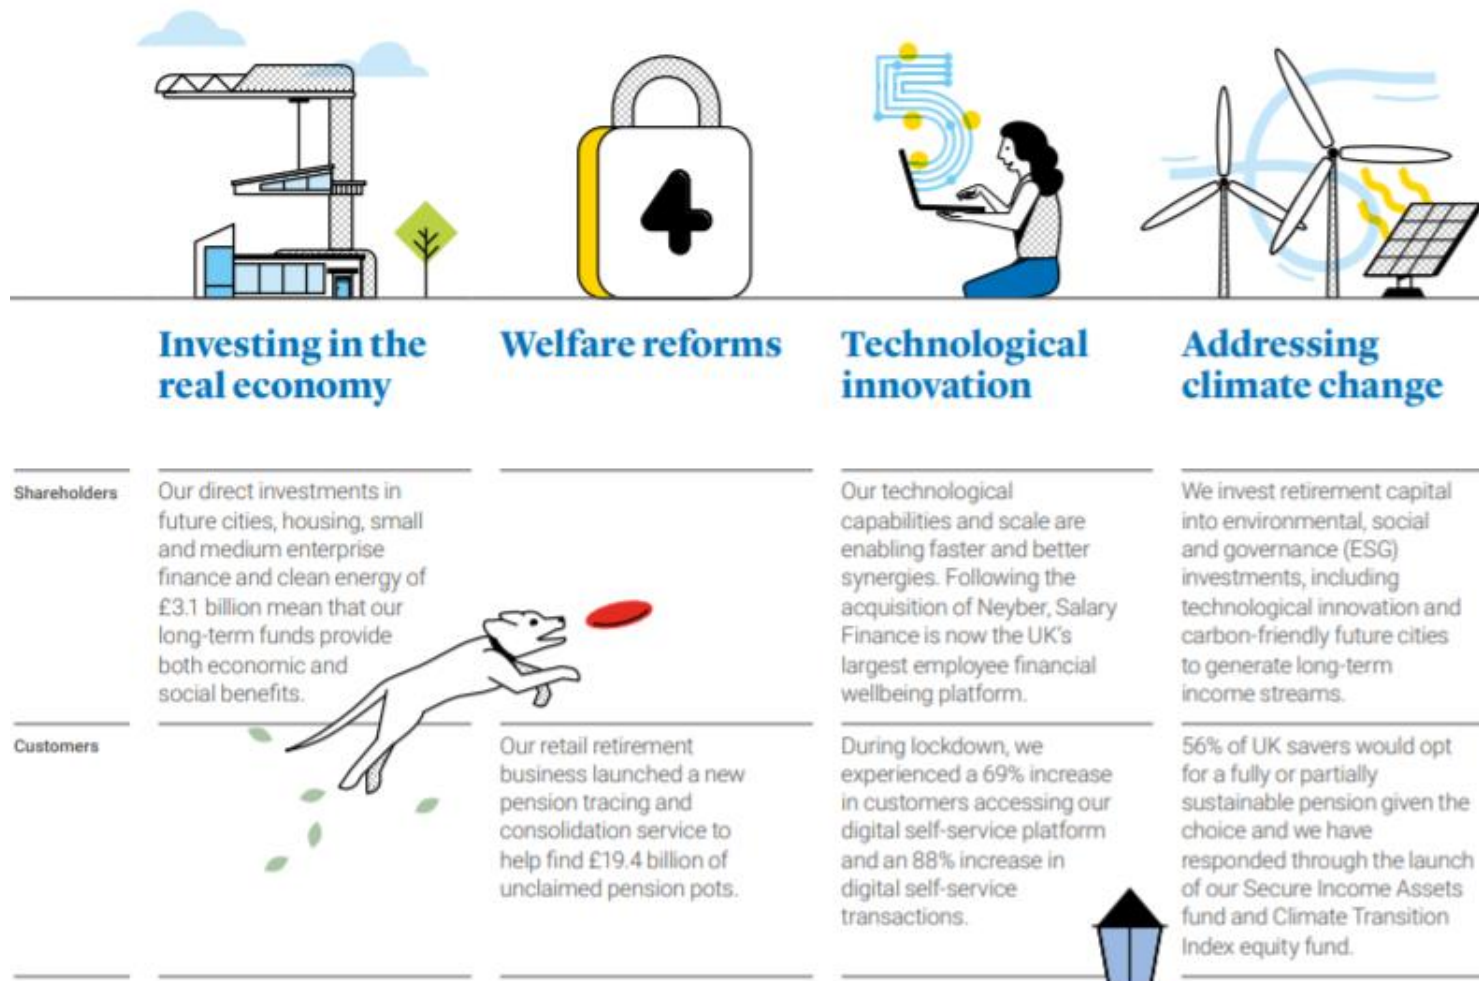 4
5
Investing in the
real economy
Welfare reforms
Technological
innovation
Addressing
climate change
Shareholders
Our direct investments in
future cities, housing, small
and medium enterprise
finance and clean energy of
£3.1 billion mean that our
long-term funds provide
both economic and
social benefits.
Our technological
capabilities and scale are
enabling faster and better
synergies. Following the
acquisition of Neyber, Salary
Finance is now the UK's
largest employee financial
wellbeing platform.
We invest retirement capital
into environmental, social
and governance (ESG)
investments, including
technological innovation and
carbon-friendly future cities
to generate long-term
income streams.
Customers
Our retail retirement
business launched a new
pension tracing and
consolidation service to
help find £19.4 billion of
unclaimed pension pots.
During lockdown, we
experienced a 69% increase
in customers accessing our
digital self-service platform
and an 88% increase in
digital self-service
transactions.
56% of UK savers would opt
for a fully or partially
sustainable pension given the
choice and we have
responded through the launch
of our Secure Income Assets
fund and Climate Transition
Index equity fund.